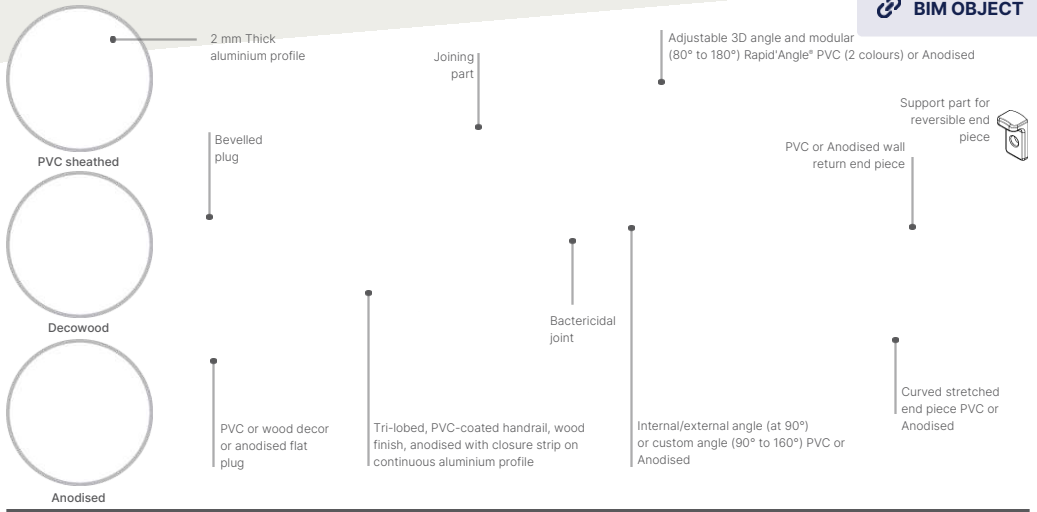 BIM OBJECT
2 mm Thick
aluminium profile
Joining
part
Adjustable 3D angle and modular
(80° to 180°) Rapid'Angle® PVC (2 colours) or Anodised
Support part for
reversible end
piece
Bevelled
plug
PVC or Anodised wall
return end piece
PVC sheathed
Bactericidal
joint
Decowood
Curved stretched
end piece PVC or
Anodised
PVC or wood decor
or anodised flat
plug
Tri-lobed, PVC-coated handrail, wood
finish, anodised with closure strip on
continuous aluminium profile
Internal/external angle (at 90°)
or custom angle (90° to 160°) PVC or
Anodised
Anodised